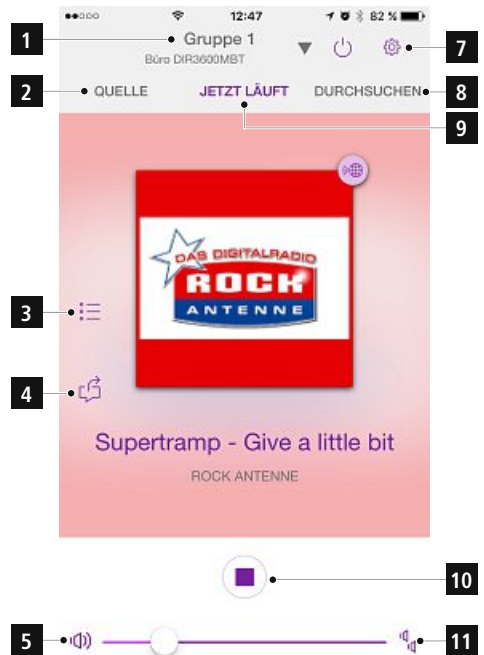 12:47
82 %
1
Gruppe 1
7
Büro DIR3600MBT
2
QUELLE
JETZT LÄUFT
DURCHSUCHEN
8
9
DAS DIGITALRADIO
ROCK
ANTENNE
3
4
Supertramp - Give a little bit
ROCK ANTENNE
10
5
11